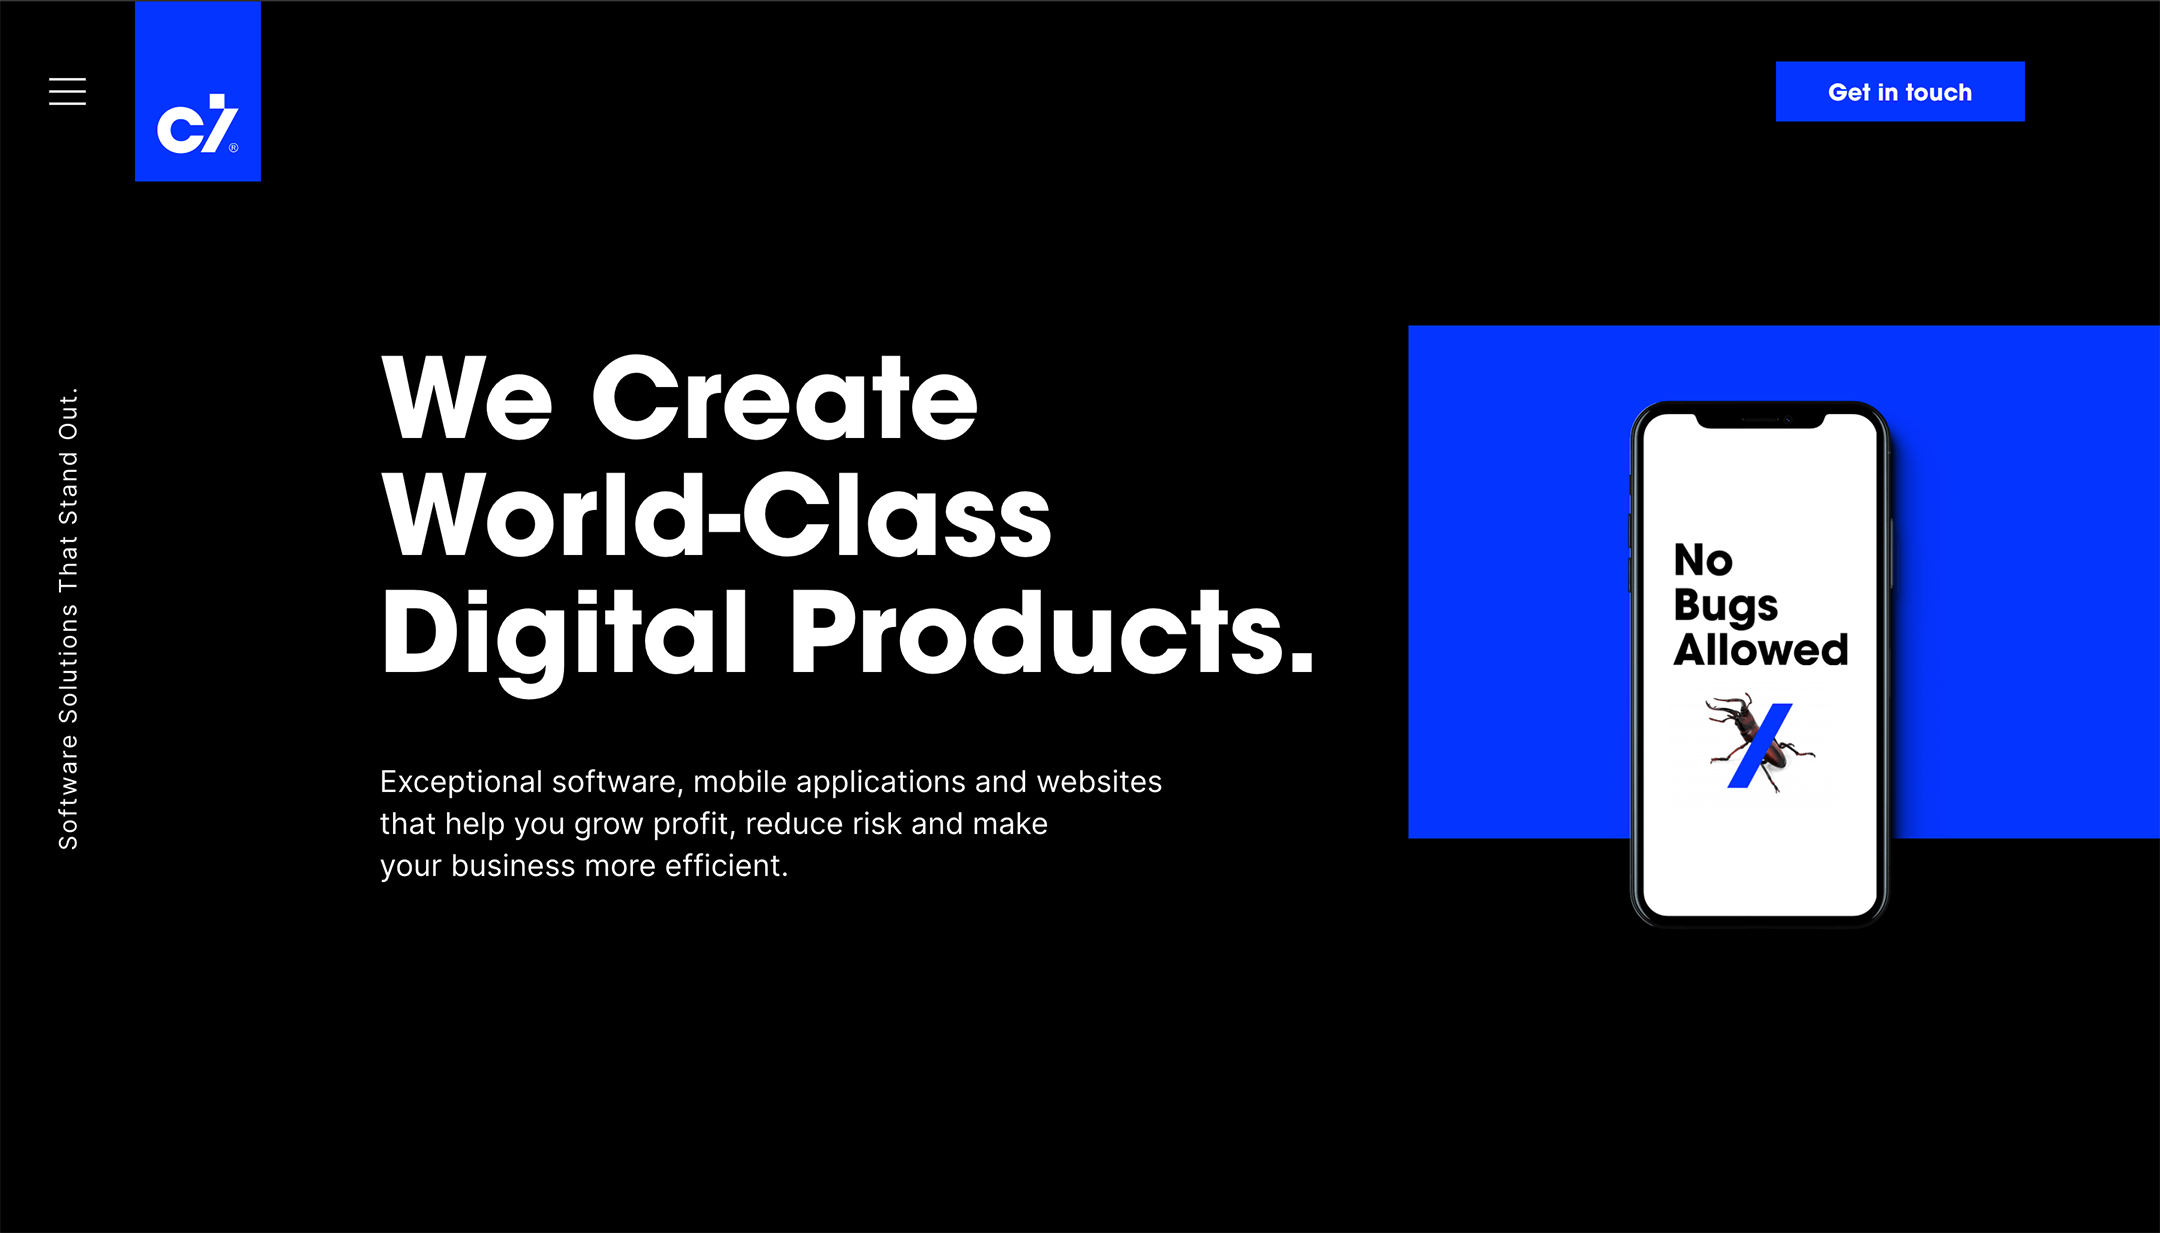 c/®
Get in touch
Software Solutions That Stand Out.
We Create
World-Class
Digital Products.
Exceptional software, mobile applications and websites
that help you grow profit, reduce risk and make
your business more efficient.
No
Bugs
Allowed